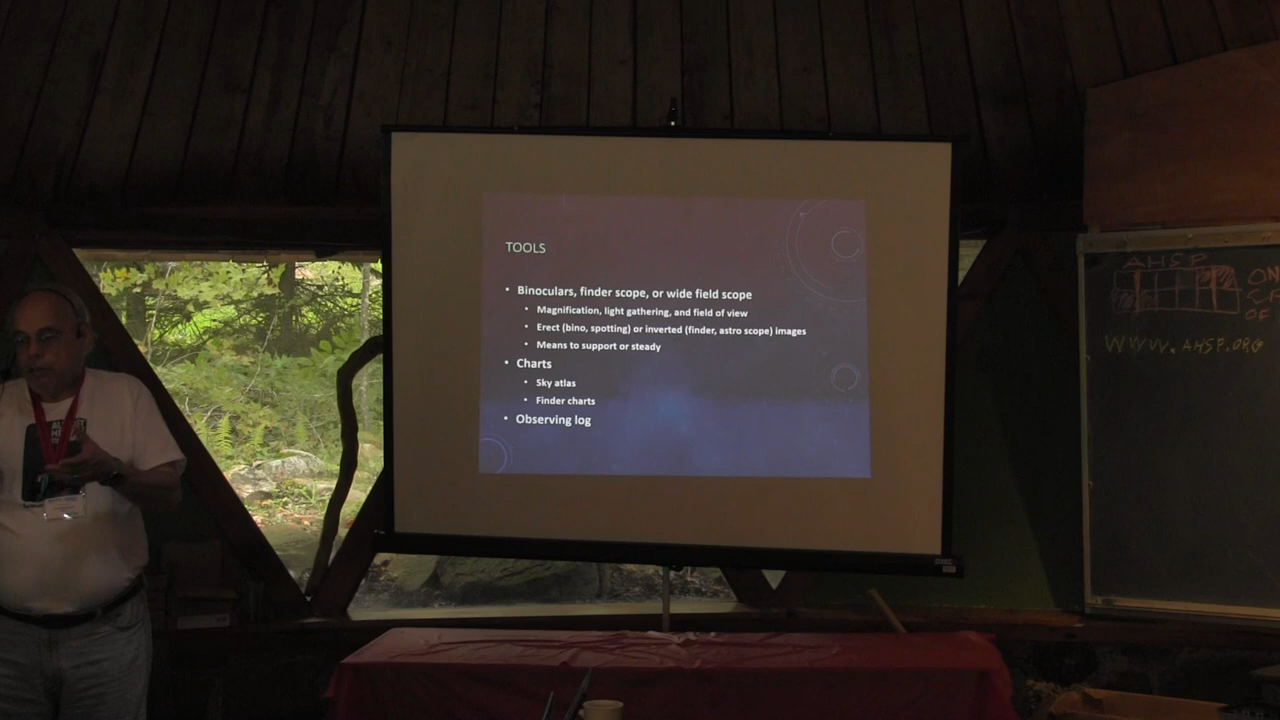 TOOLS
• Binoculars, finder scope, or wide field scope
• Magnification, light gathering, and field of view
• Erect (bino, spotting) or inverted (finder, astro scope) images
• Means to support or steady
• Charts
• Sky atlas
• Finder charts
• Observing log
AHSP
ON
OF
WWW.AHSP.ORG